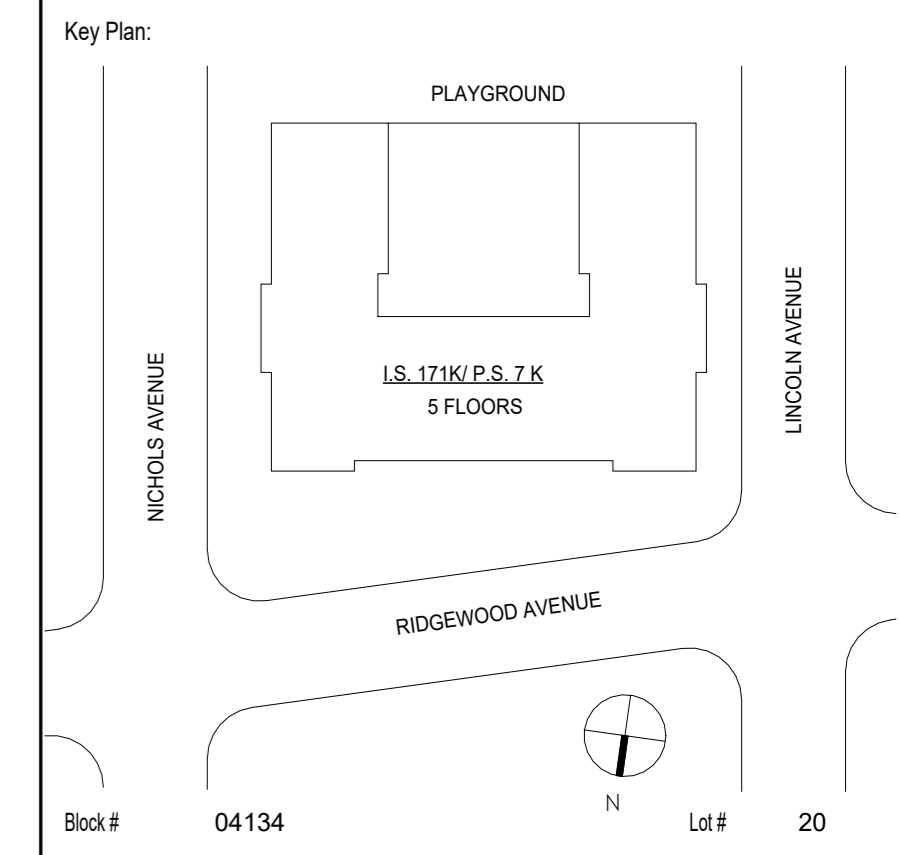 Key Plan:
PLAYGROUND
NICHOLS AVENUE
LINCOLN AVENUE
I.S. 171K/ P.S. 7 K
5 FLOORS
RIDGEWOOD AVENUE
N
Block # 04134 Lot # 20